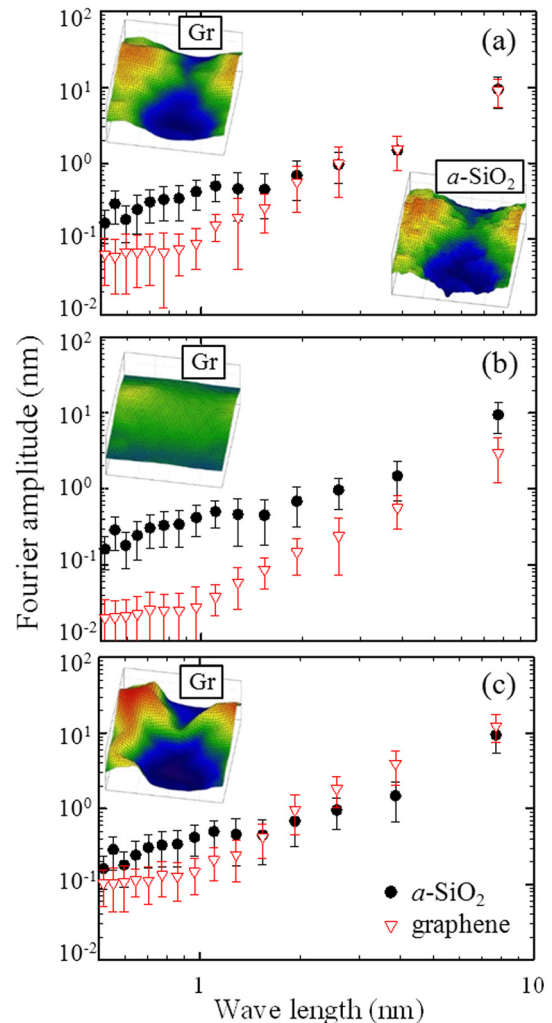 Gr
(a)
10²
10¹
10⁰
10⁻¹
10⁻²
a-SiO₂
Gr
(b)
10²
10¹
10⁰
10⁻¹
10⁻²
Fourier amplitude (nm)
Gr
(c)
10²
10¹
10⁰
10⁻¹
10⁻²
a-SiO₂
graphene
1
10
Wave length (nm)